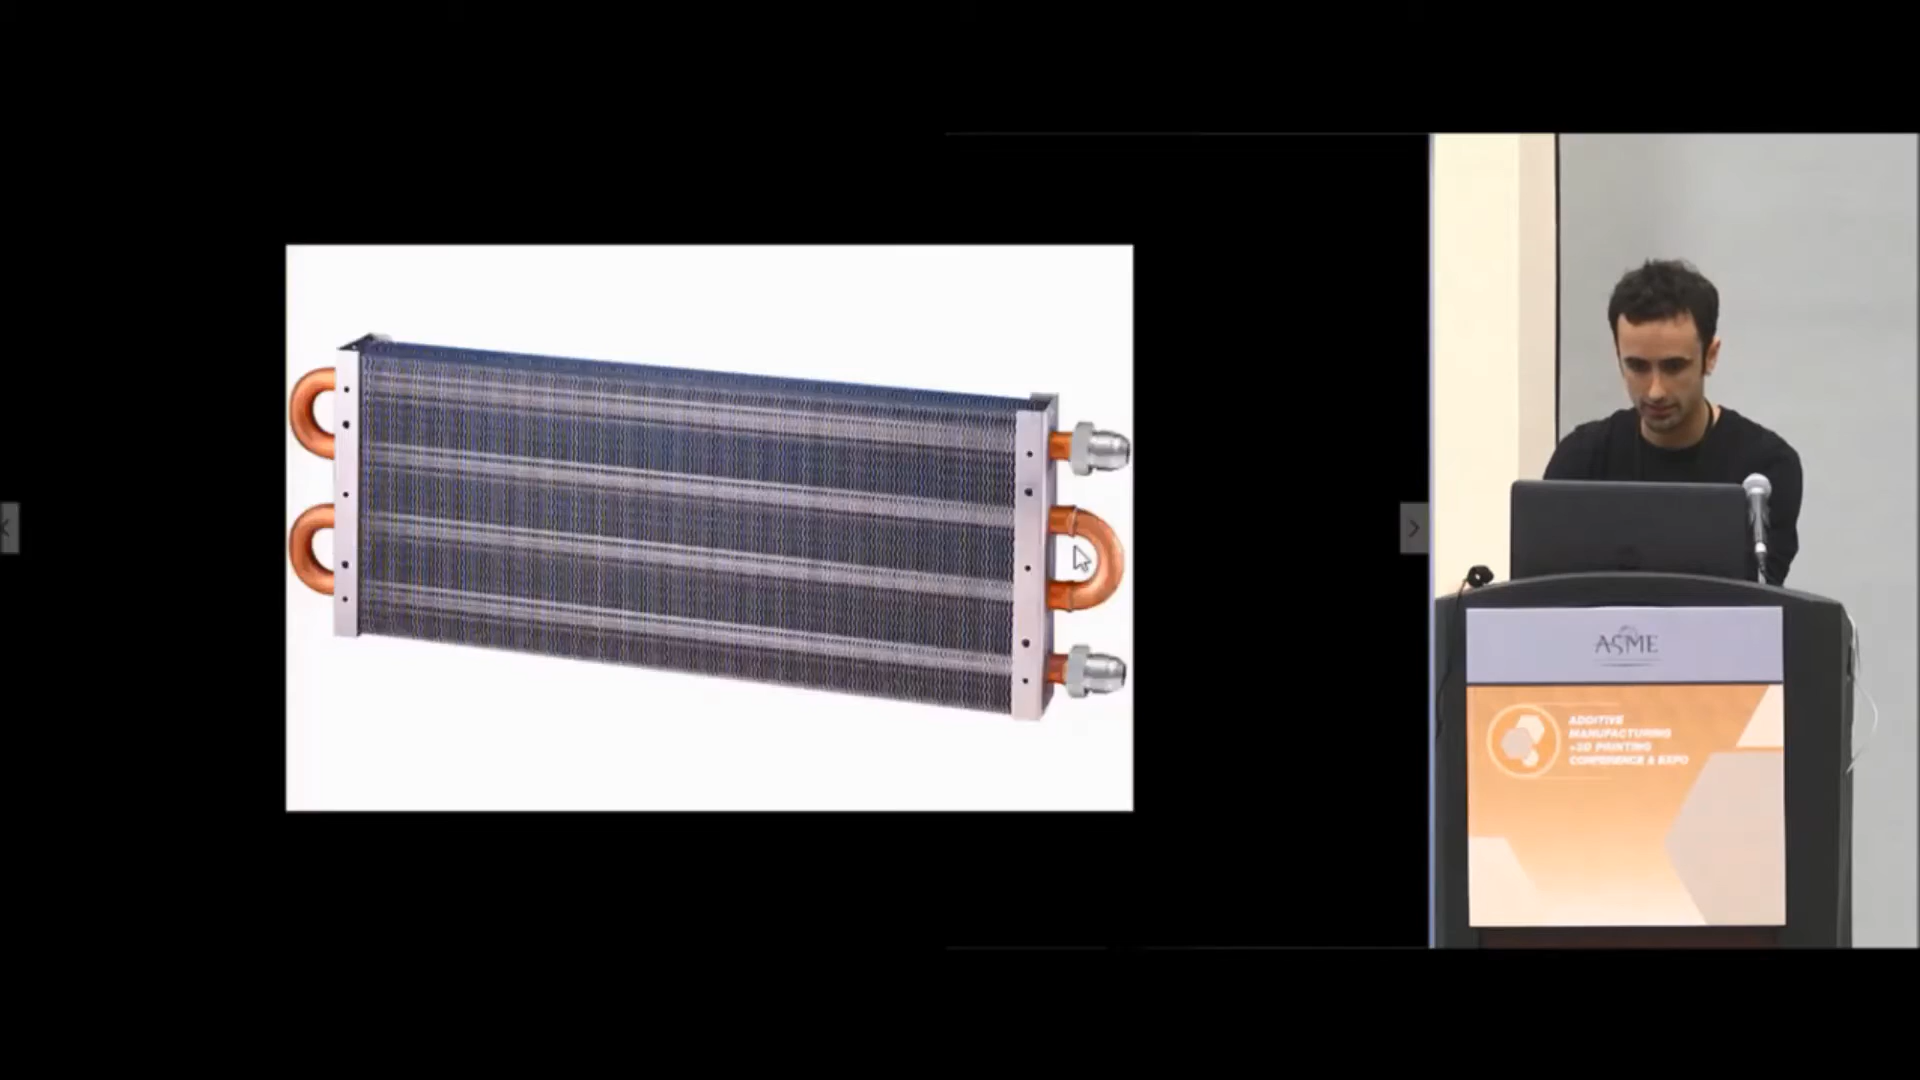 ASME
ADDITIVE
MANUFACTURING
+3D PRINTING
CONFERENCE & EXPO